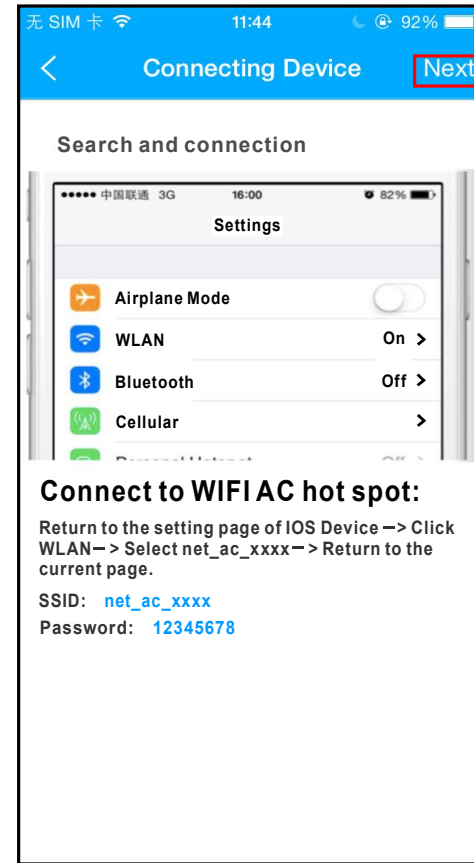 无 SIM 卡 11:44 92%
Connecting Device Next
Search and connection
中国联通 3G 16:00 82%
Settings
Airplane Mode
WLAN On
Bluetooth Off
Cellular
Connect to WIFI AC hot spot:
Return to the setting page of IOS Device —> Click
WLAN— > Select net_ac_xxxx— > Return to the
current page.
SSID: net_ac_xxxx
Password: 12345678